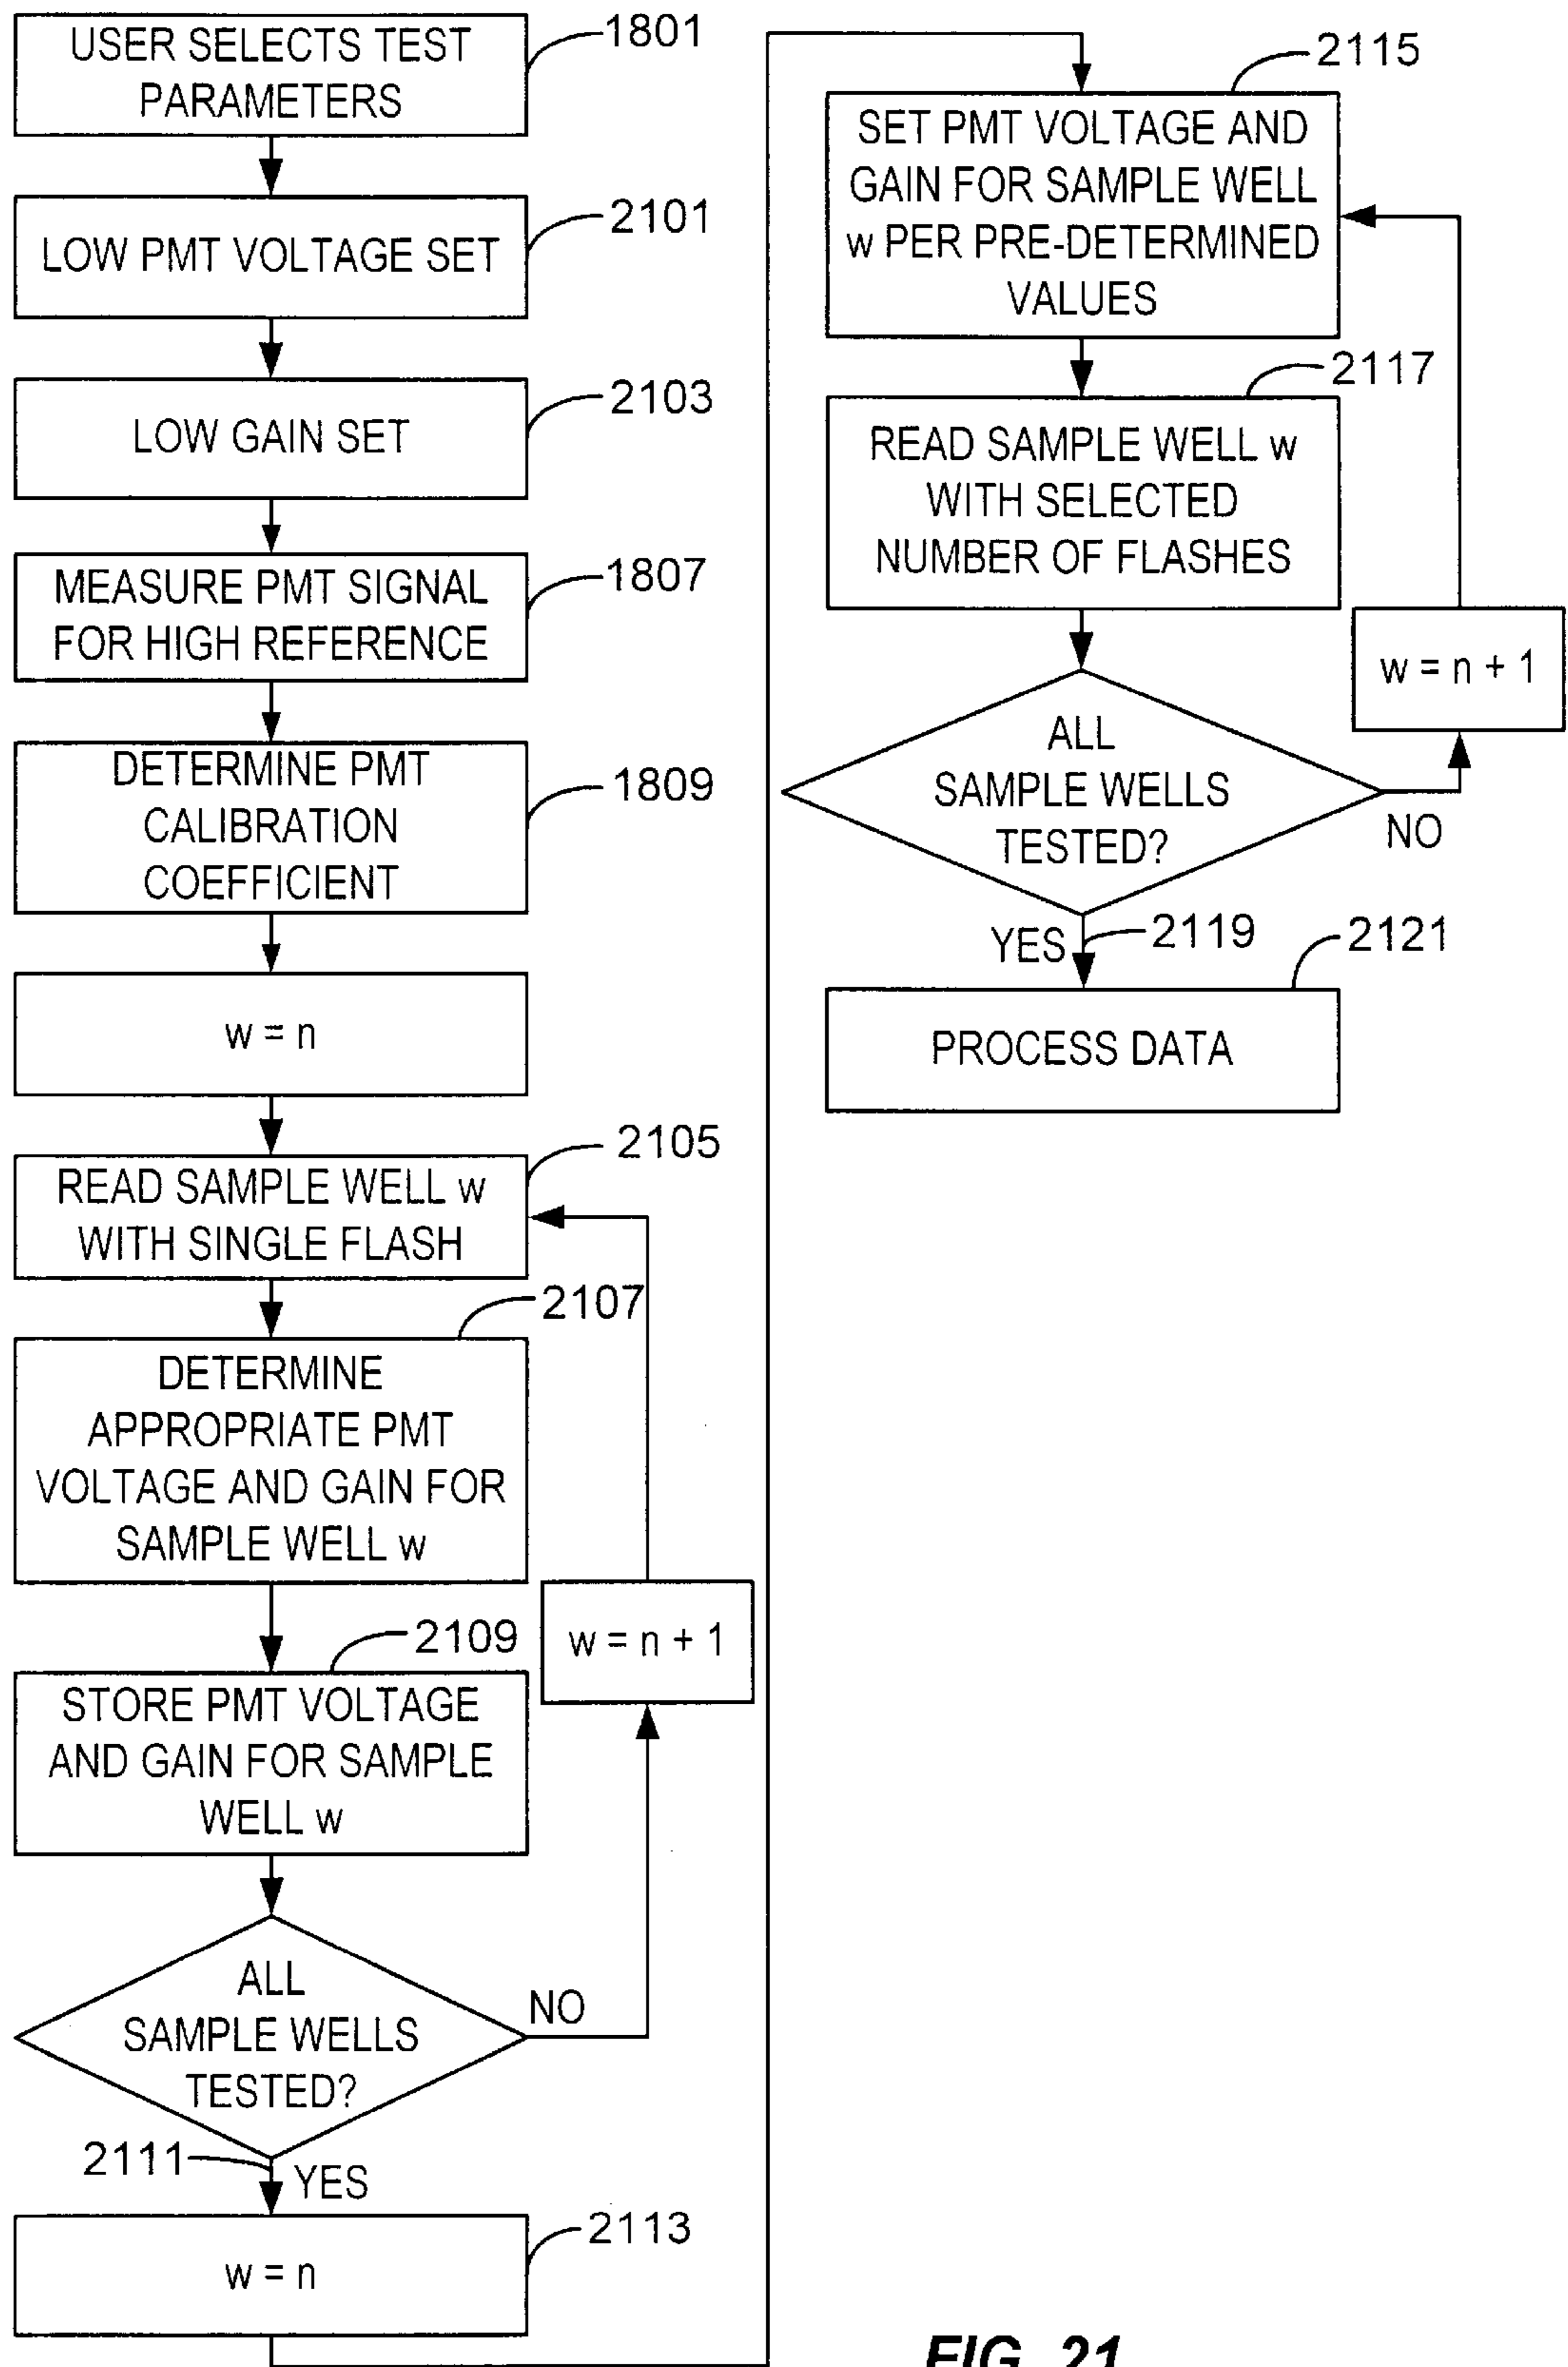 USER SELECTS TEST
PARAMETERS
1801
LOW PMT VOLTAGE SET
2101
LOW GAIN SET
2103
MEASURE PMT SIGNAL
FOR HIGH REFERENCE
1807
DETERMINE PMT
CALIBRATION
COEFFICIENT
1809
w = n
READ SAMPLE WELL w
WITH SINGLE FLASH
2105
2107
DETERMINE
APPROPRIATE PMT
VOLTAGE AND GAIN FOR
SAMPLE WELL w
w = n + 1
2109
STORE PMT VOLTAGE
AND GAIN FOR SAMPLE
WELL w
ALL
SAMPLE WELLS
TESTED?
NO
2111
YES
w = n
2113
2115
SET PMT VOLTAGE AND
GAIN FOR SAMPLE WELL
w PER PRE-DETERMINED
VALUES
2117
READ SAMPLE WELL w
WITH SELECTED
NUMBER OF FLASHES
w = n + 1
ALL
SAMPLE WELLS
TESTED?
NO
YES
2119
2121
PROCESS DATA
FIG. 21